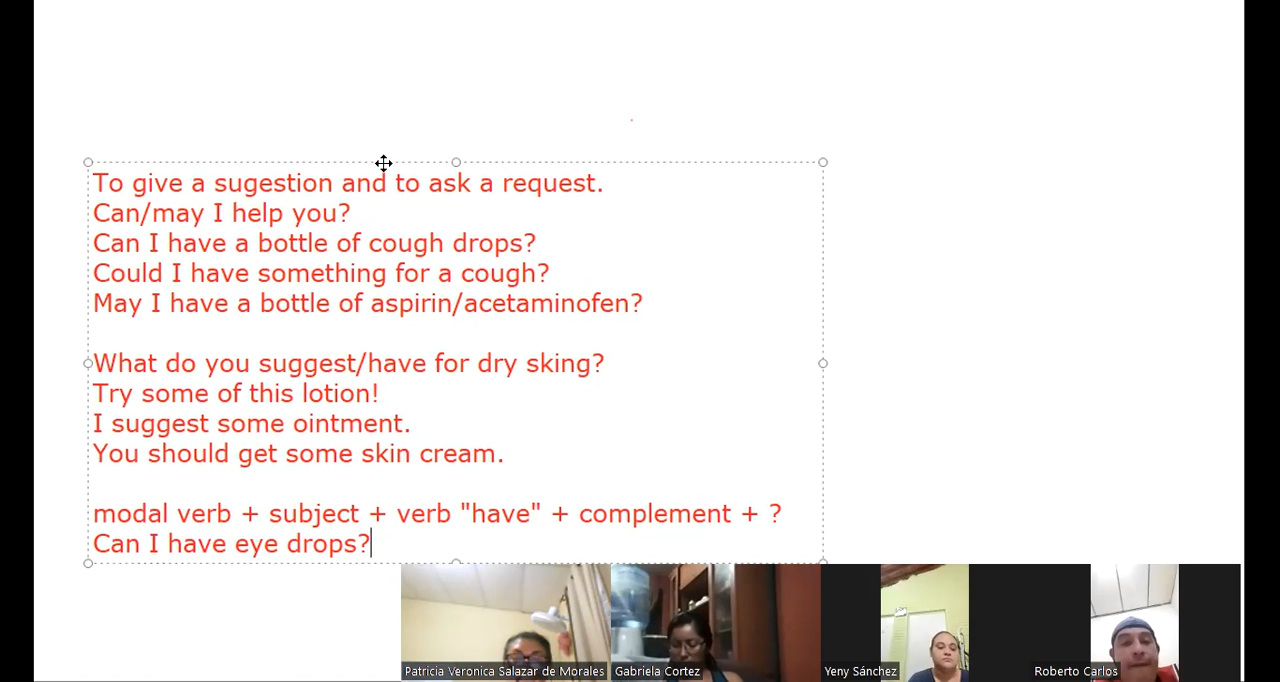 To give a sugestion and to ask a request.
Can/may I help you?
Can I have a bottle of cough drops?
Could I have something for a cough?
May I have a bottle of aspirin/acetaminofen?
What do you suggest/have for dry sking?
Try some of this lotion!
I suggest some ointment.
You should get some skin cream.
modal verb + subject + verb "have" + complement + ?
Can I have eye drops?
Patricia Veronica Salazar de Morales
Gabriela Cortez
Yeny Sánchez
Roberto Carlos